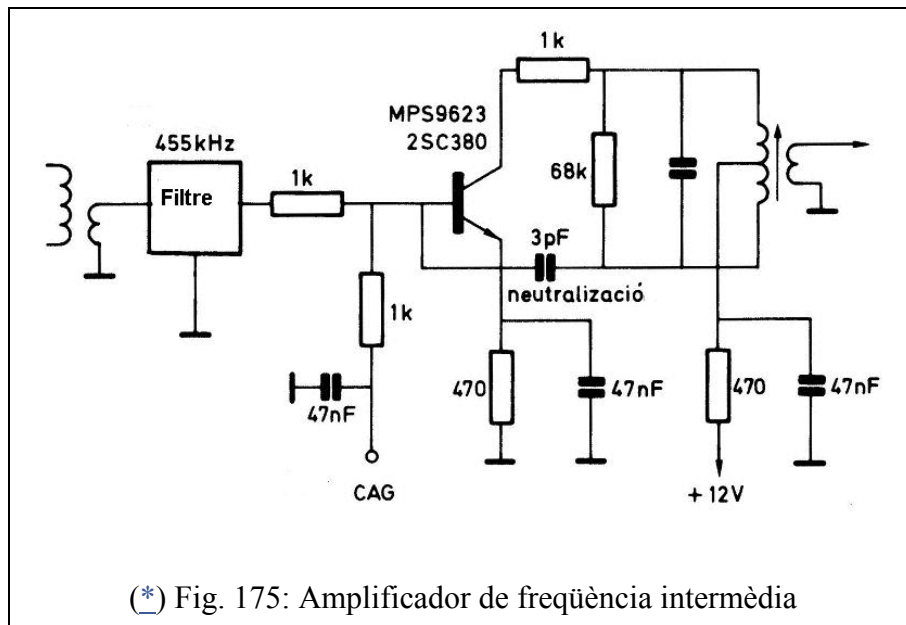 1k
MPS9623
2SC380
455kHz
Filtre
1k
68k
3pF
neutralització
1k
47nF
CAG
470
47nF
470
47nF
+12V
(*) Fig. 175: Amplificador de freqüència intermèdia